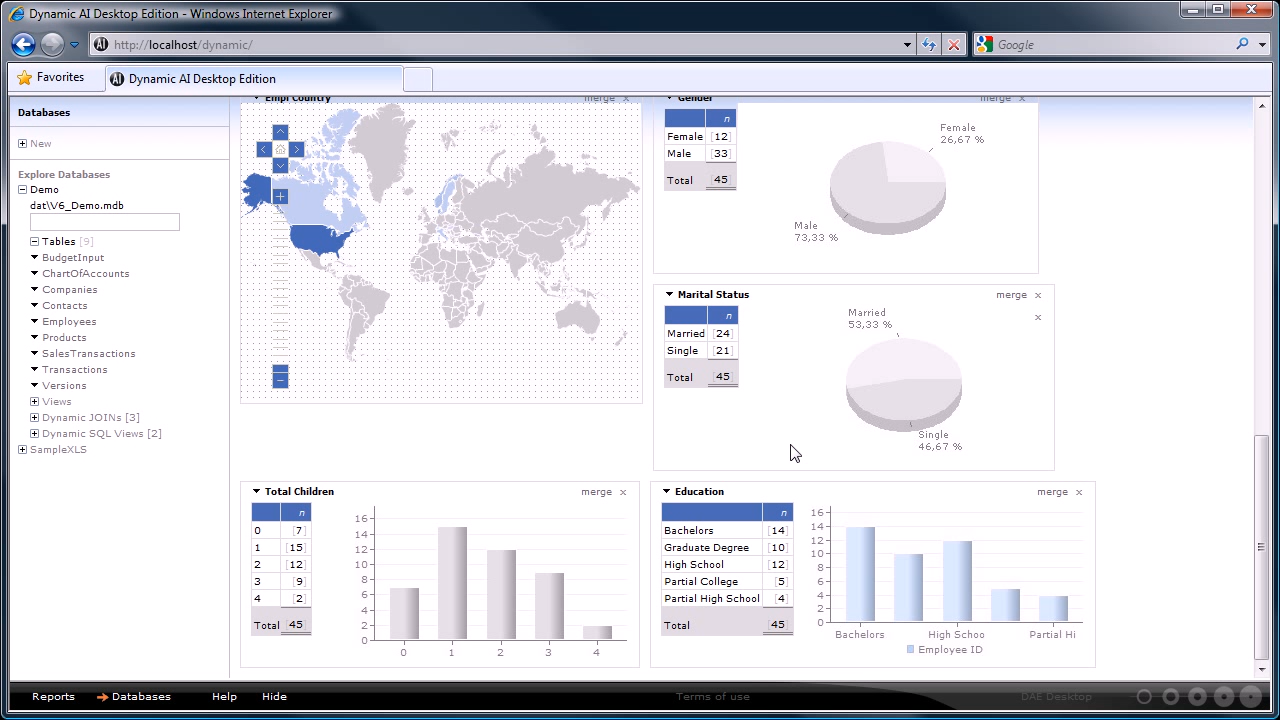 Dynamic AI Desktop Edition - Windows Internet Explorer
http://localhost/dynamic/
Google
Favorites
Dynamic AI Desktop Edition
Databases
New
Explore Databases
Demo
dat\V6_Demo.mdb
Tables [9]
BudgetInput
ChartOfAccounts
Companies
Contacts
Employees
Products
SalesTransactions
Transactions
Versions
Views
Dynamic JOINs [3]
Dynamic SQL Views [2]
SampleXLS
Empl Country
merge x
Gender
merge x
n
Female [12]
Male [33]
Total [45]
Female
26,67 %
Male
73,33 %
Marital Status
merge x
x
n
Married [24]
Single [21]
Total [45]
Married
53,33 %
Single
46,67 %
Total Children
merge x
n
0 [7]
1 [15]
2 [12]
3 [9]
4 [2]
Total [45]
16
14
12
10
8
6
4
2
0
0 1 2 3 4
Education
merge x
n
Bachelors [14]
Graduate Degree [10]
High School [12]
Partial College [5]
Partial High School [4]
Total [45]
16
14
12
10
8
6
4
2
0
Bachelors High Schoo Partial Hi
Employee ID
Reports Databases Help Hide Terms of use DAE Desktop